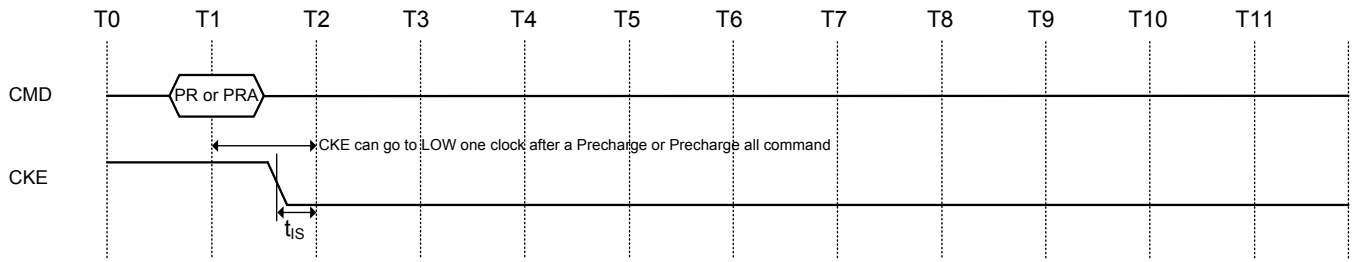 T0 T1 T2 T3 T4 T5 T6 T7 T8 T9 T10 T11
CMD PR or PRA
CKE can go to LOW one clock after a Precharge or Precharge all command
CKE
tIS